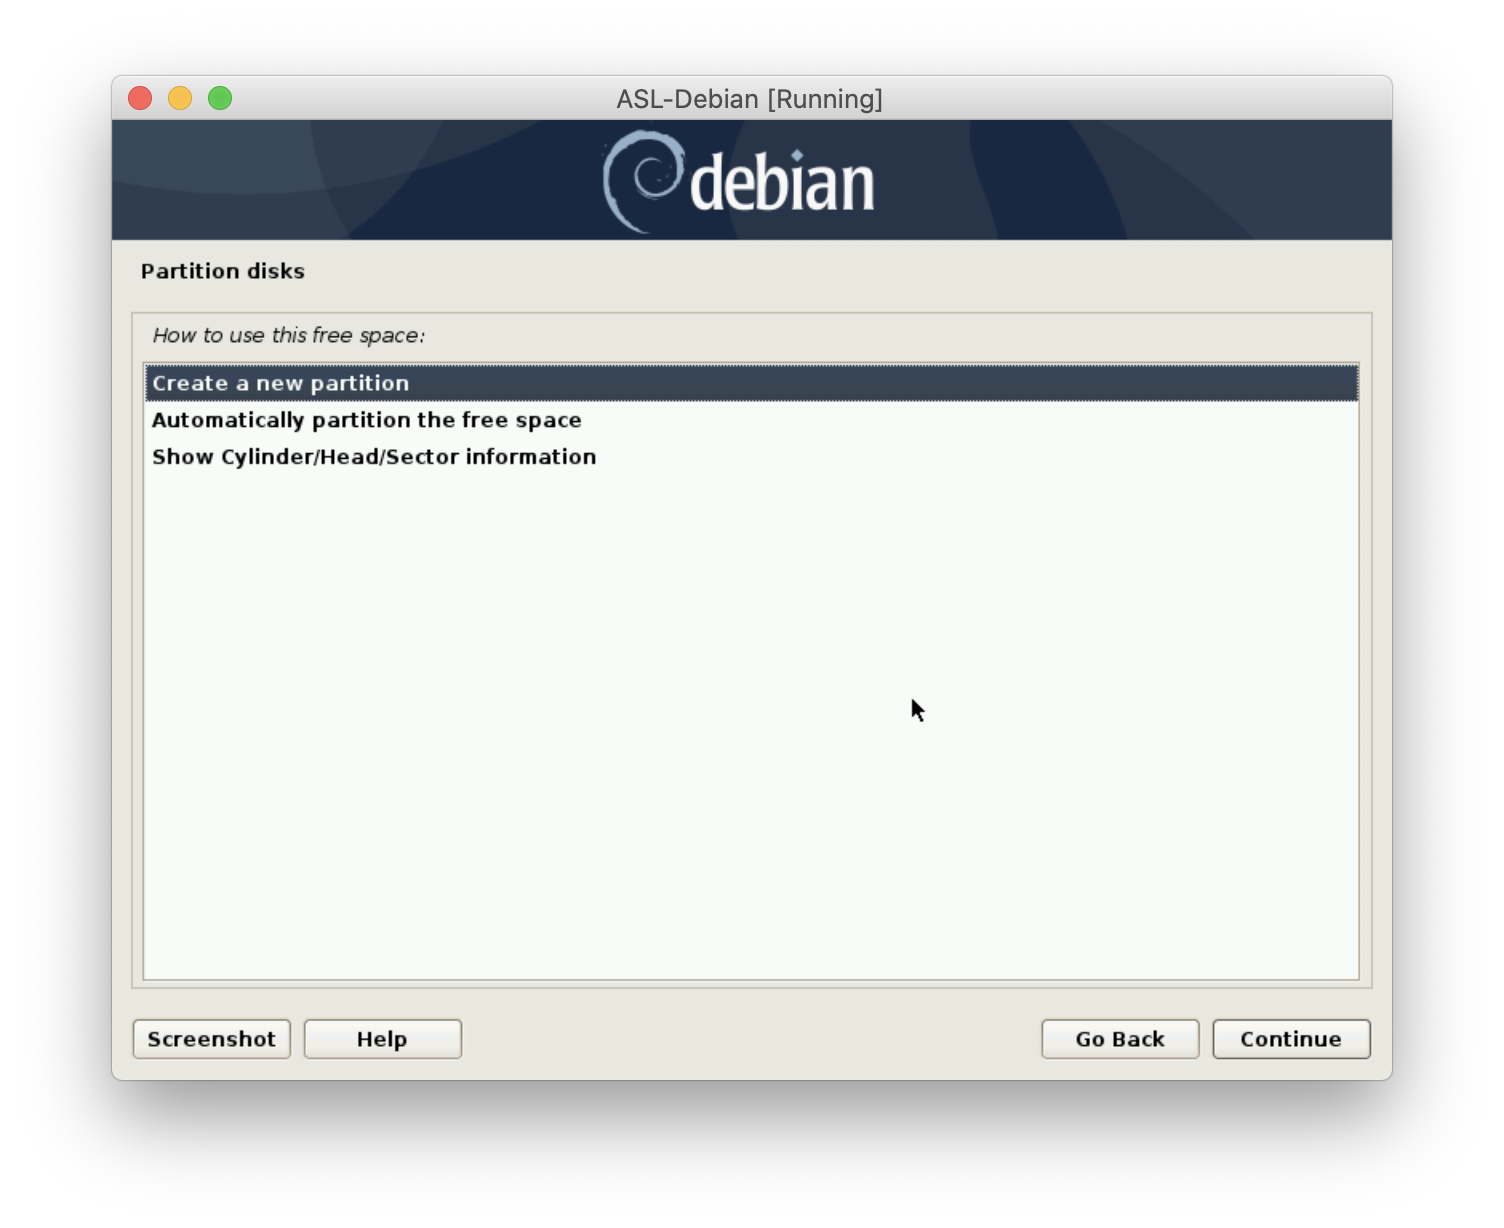 ASL-Debian [Running]
debian
Partition disks
How to use this free space:
Create a new partition
Automatically partition the free space
Show Cylinder/Head/Sector information
Screenshot Help Go Back Continue